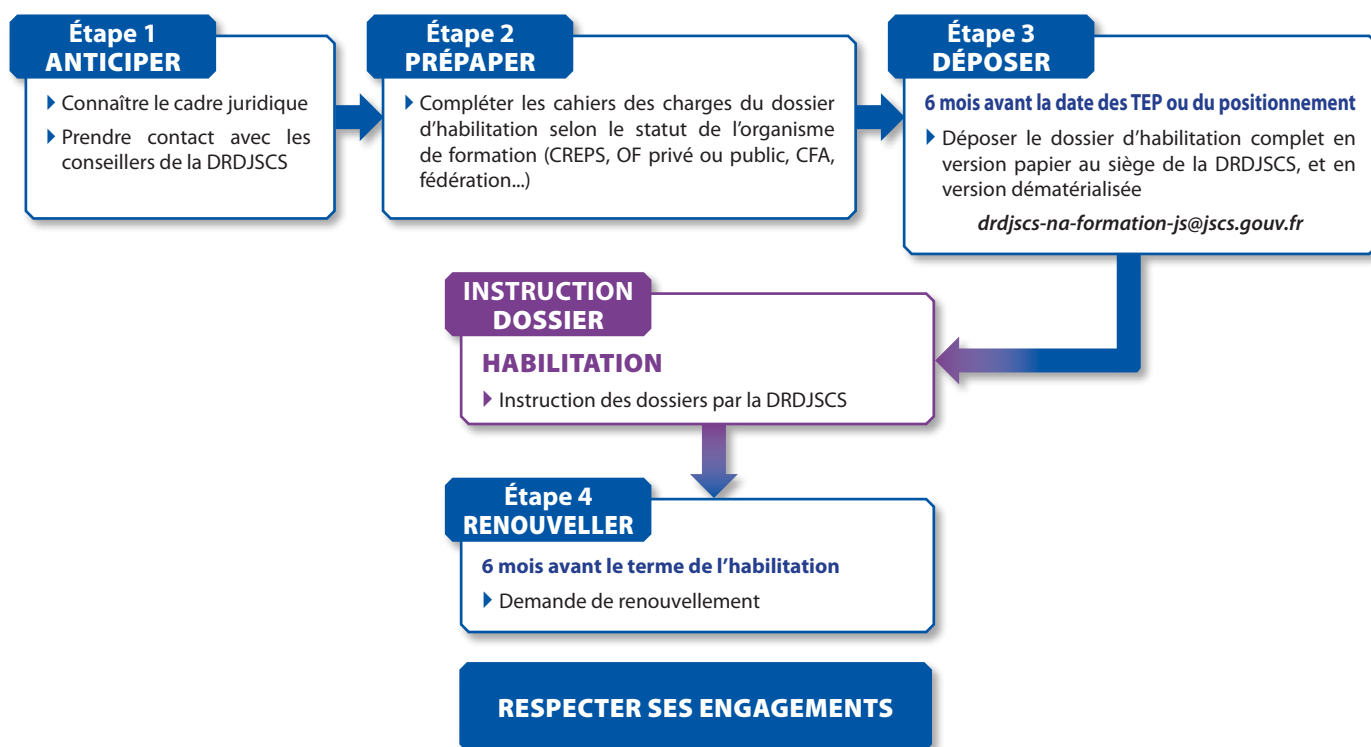 Étape 1
ANTICIPER
Connaître le cadre juridique
Prendre contact avec les
conseillers de la DRDJSCS
Étape 2
PRÉPAPER
Compléter les cahiers des charges du dossier
d’habilitation selon le statut de l’organisme
de formation (CREPS, OF privé ou public, CFA,
fédération...)
Étape 3
DÉPOSER
6 mois avant la date des TEP ou du positionnement
Déposer le dossier d’habilitation complet en
version papier au siège de la DRDJSCS, et en
version dématérialisée
drdjscs-na-formation-js@jscs.gouv.fr
INSTRUCTION
DOSSIER
HABILITATION
Instruction des dossiers par la DRDJSCS
Étape 4
RENOUVELLER
6 mois avant le terme de l’habilitation
Demande de renouvellement
RESPECTER SES ENGAGEMENTS